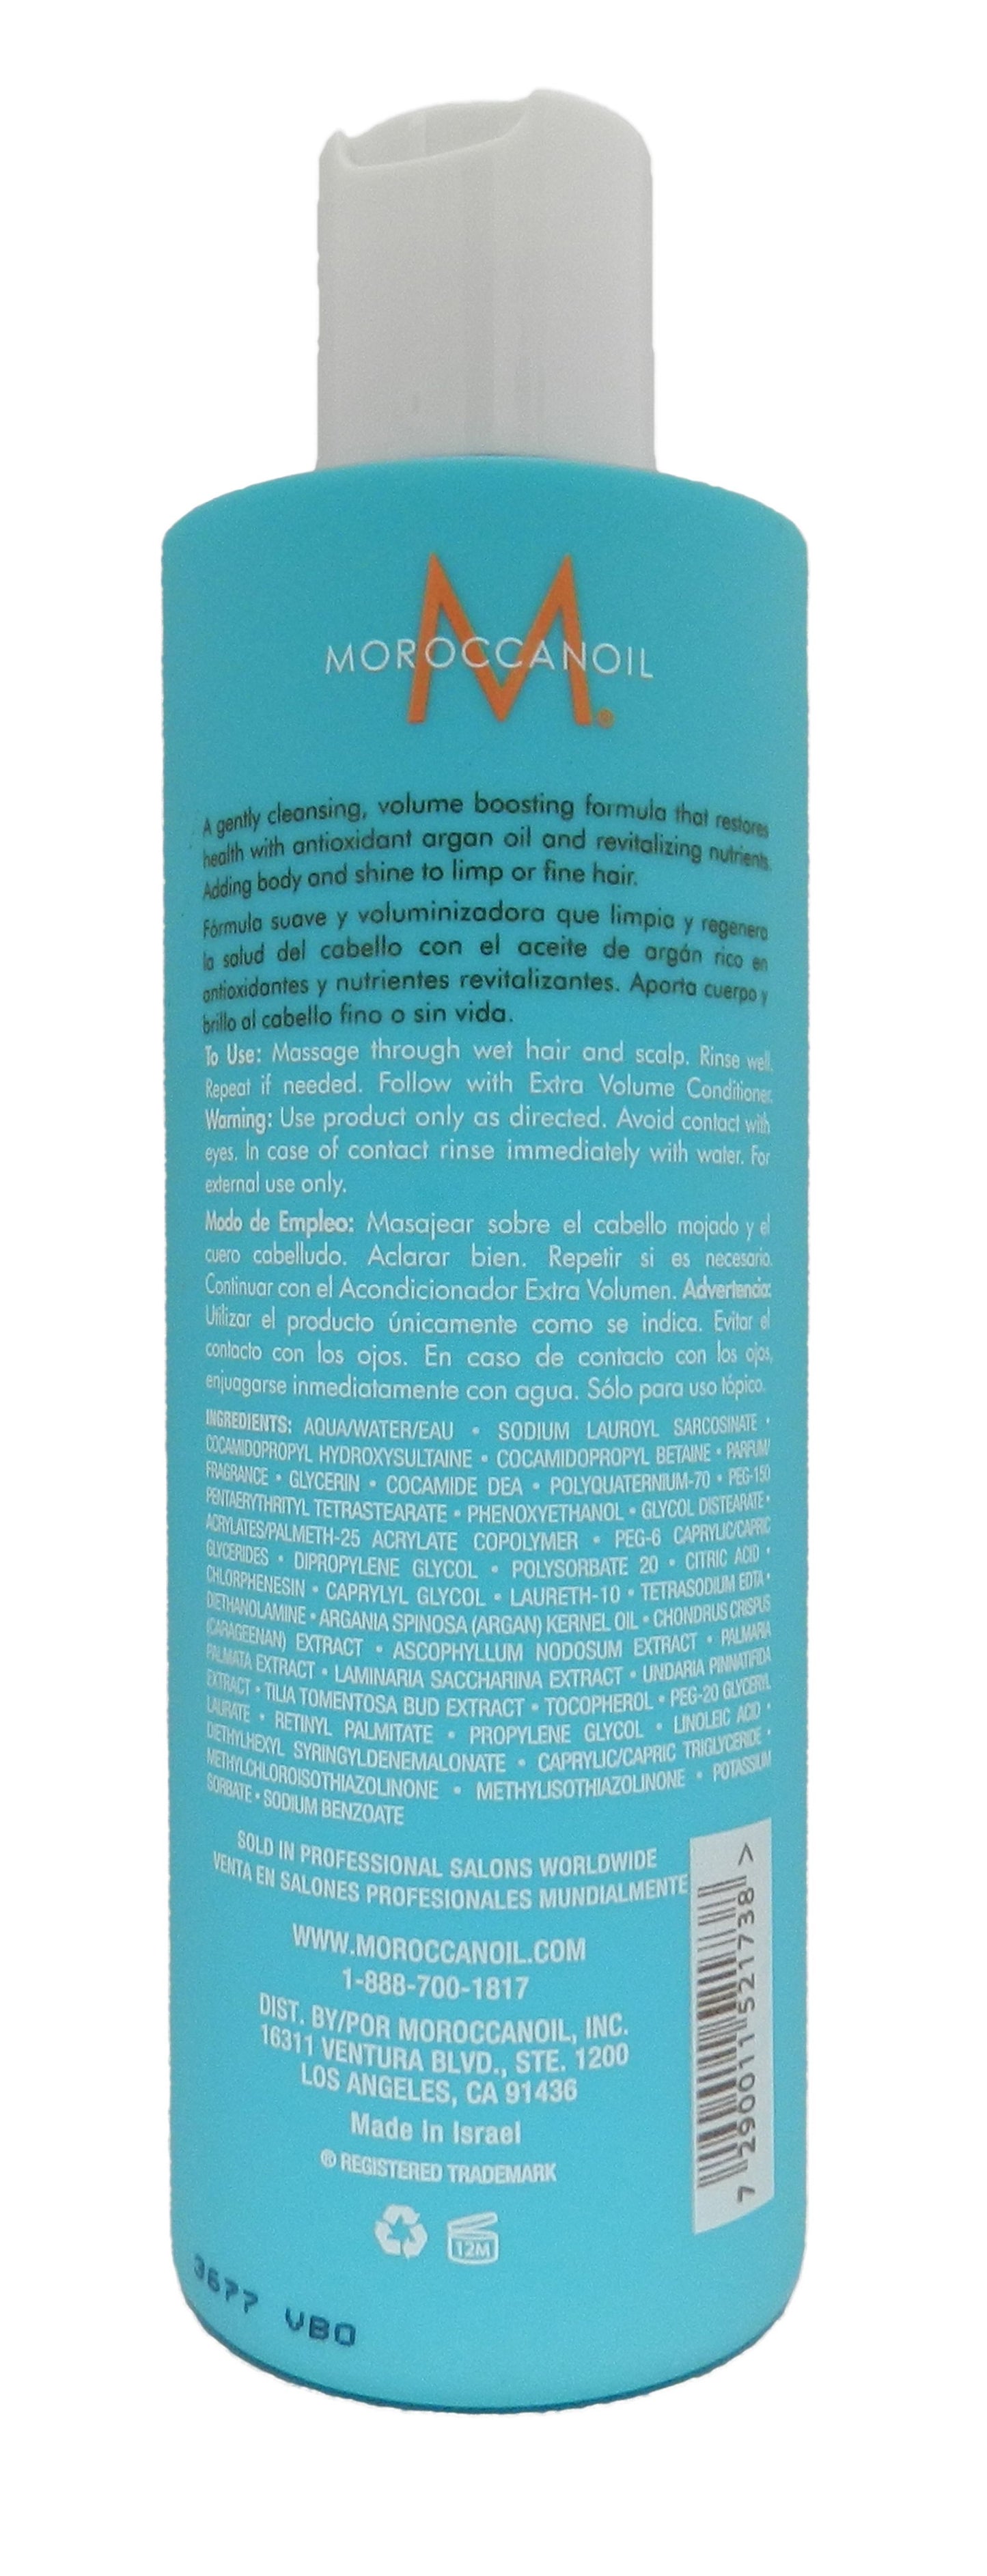 MOROCCANOIL
M®
A gently cleansing, volume boosting formula that restores
health with antioxidant argan oil and revitalizing nutrients.
Adding body and shine to limp or fine hair.
Fórmula suave y voluminizadora que limpia y regenera
la salud del cabello con el aceite de argán rico en
antioxidantes y nutrientes revitalizantes. Aporta cuerpo y
brillo al cabello fino o sin vida.
To Use: Massage through wet hair and scalp. Rinse well.
Repeat if needed. Follow with Extra Volume Conditioner.
Warning: Use product only as directed. Avoid contact with
eyes. In case of contact rinse immediately with water. For
external use only.
Modo de Empleo: Masajear sobre el cabello mojado y el
cuero cabelludo. Aclarar bien. Repetir si es necesario.
Continuar con el Acondicionador Extra Volumen. Advertencia:
Utilizar el producto únicamente como se indica. Evitar el
contacto con los ojos. En caso de contacto con los ojos,
enjuagarse inmediatamente con agua. Sólo para uso tópico.
INGREDIENTS: AQUA/WATER/EAU • SODIUM LAUROYL SARCOSINATE •
COCAMIDOPROPYL HYDROXYSULTAINE • COCAMIDOPROPYL BETAINE • PARFUM/
FRAGRANCE • GLYCERIN • COCAMIDE DEA • POLYQUATERNIUM-70 • PEG-150
PENTAERYTHRITYL TETRASTEARATE • PHENOXYETHANOL • GLYCOL DISTEARATE •
ACRYLATES/PALMETH-25 ACRYLATE COPOLYMER • PEG-6 CAPRYLIC/CAPRIC
GLYCERIDES • DIPROPYLENE GLYCOL • POLYSORBATE 20 • CITRIC ACID •
CHLORPHENESIN • CAPRYLYL GLYCOL • LAURETH-10 • TETRASODIUM EDTA •
DIETHANOLAMINE • ARGANIA SPINOSA (ARGAN) KERNEL OIL • CHONDRUS CRISPUS
(CARAGEENAN) EXTRACT • ASCOPHYLLUM NODOSUM EXTRACT • PALMARIA
PALMATA EXTRACT • LAMINARIA SACCHARINA EXTRACT • UNDARIA PINNATIFIDA
EXTRACT • TILIA TOMENTOSA BUD EXTRACT • TOCOPHEROL • PEG-20 GLYCERYL
LAURATE • RETINYL PALMITATE • PROPYLENE GLYCOL • LINOLEIC ACID •
DIETHYLHEXYL SYRINGYLDENEMALONATE • CAPRYLIC/CAPRIC TRIGLYCERIDE •
METHYLCHLOROISOTHIAZOLINONE • METHYLISOTHIAZOLINONE • POTASSIUM
SORBATE • SODIUM BENZOATE
SOLD IN PROFESSIONAL SALONS WORLDWIDE
VENTA EN SALONES PROFESIONALES MUNDIALMENTE
WWW.MOROCCANOIL.COM
1-888-700-1817
DIST. BY/POR MOROCCANOIL, INC.
16311 VENTURA BLVD., STE. 1200
LOS ANGELES, CA 91436
Made in Israel
® REGISTERED TRADEMARK
12M
7 290011 521738 >
3677 VBO